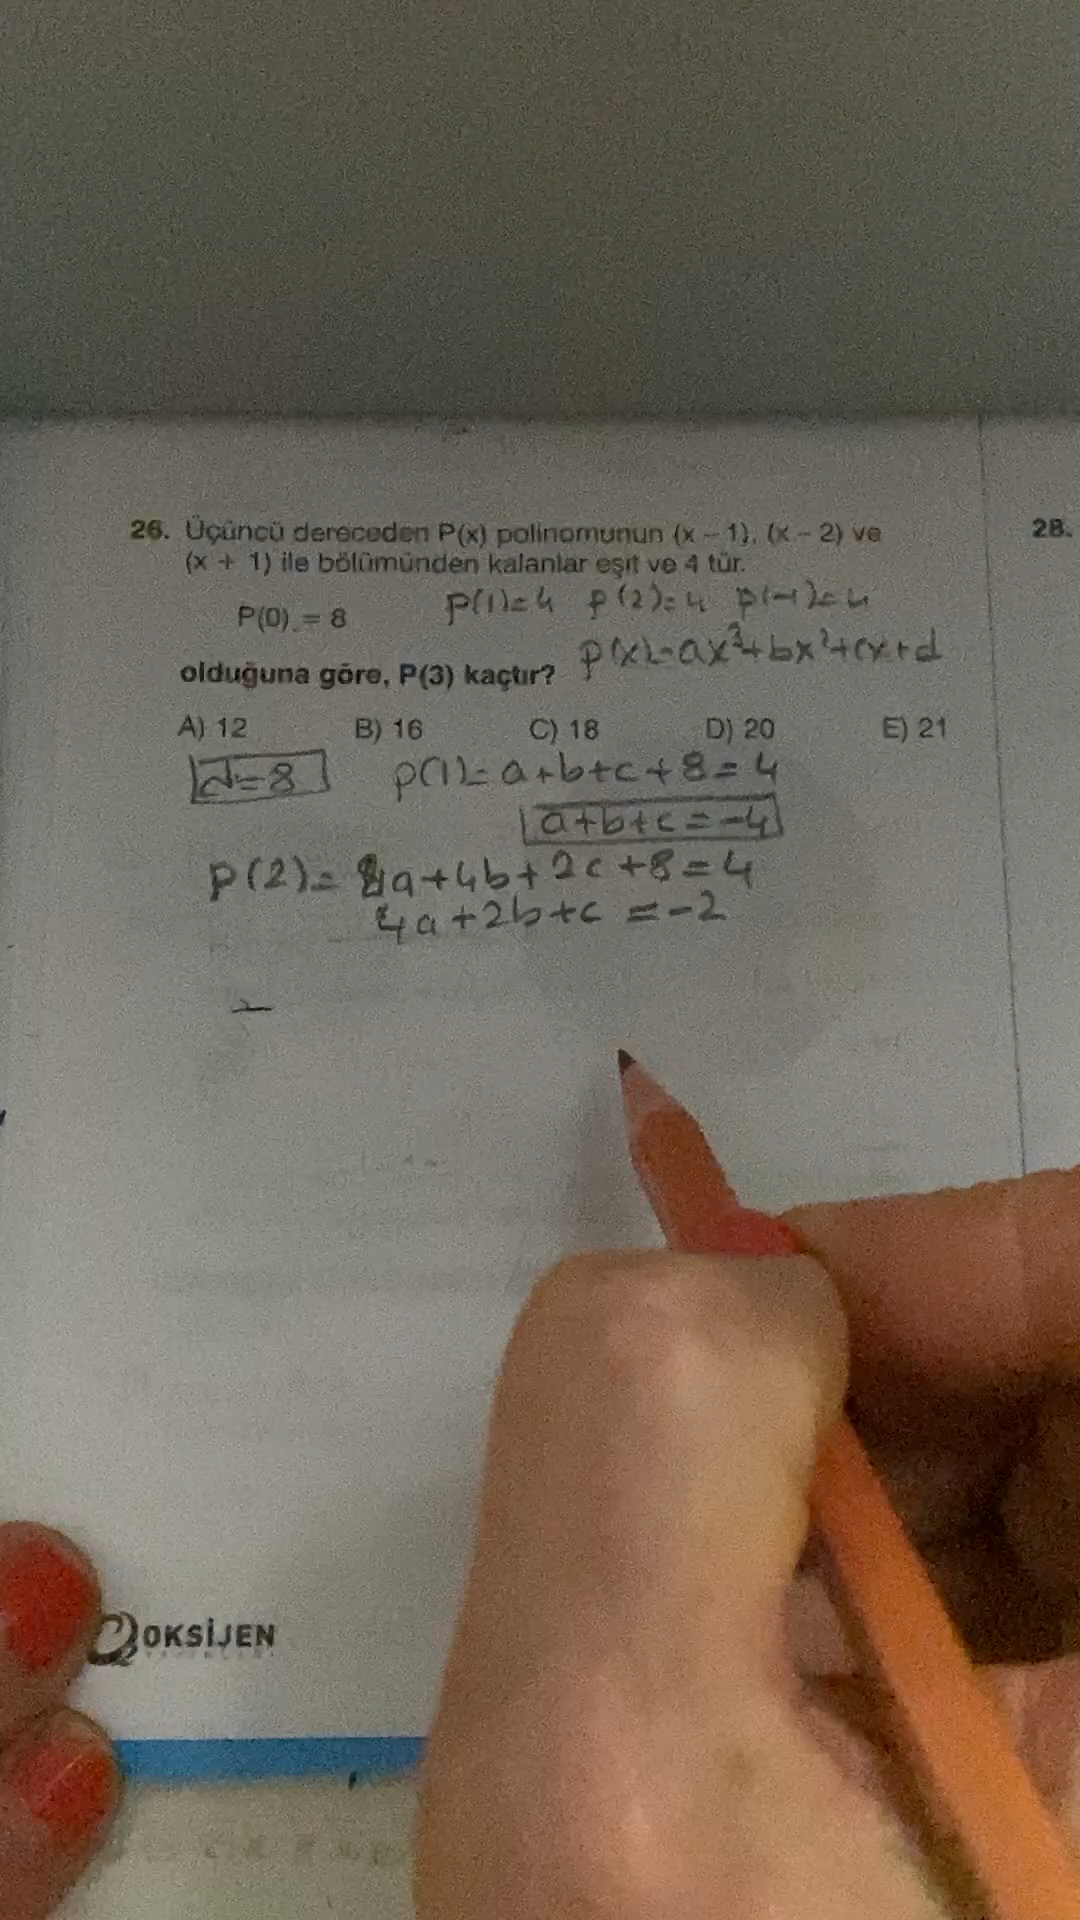 26. Üçüncü dereceden P(x) polinomunun (x – 1), (x – 2) ve
28.
(x + 1) ile bölümünden kalanlar eşit ve 4 tür.
p(1)=4 p(2)=4 p(-1)=4
P(0) = 8
p(x)=ax³+bx²+cx+d
olduğuna göre, P(3) kaçtır?
A) 12 B) 16 C) 18 D) 20 E) 21
d=8 p(1)=a+b+c+8=4
a+b+c=-4
p(2)=8a+4b+2c+8=4
4a+2b+c=-2
OKSİJEN